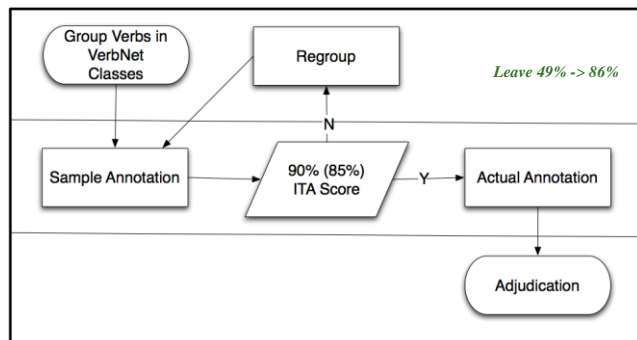 Group Verbs in
VerbNet
Classes
Regroup
Leave 49% -> 86%
N
Sample Annotation
90% (85%)
ITA Score
Y
Actual Annotation
Adjudication